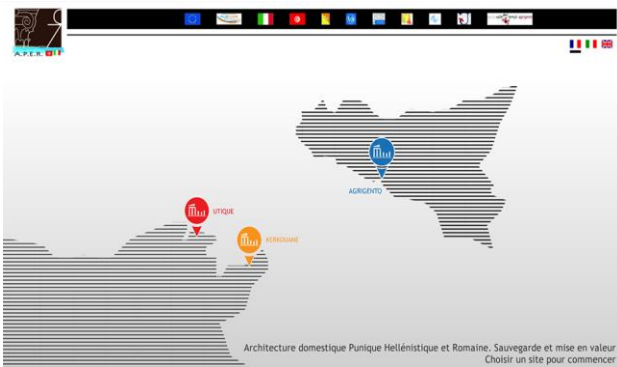 A.P.E.R.
AGRIGENTO
UTIQUE
KERKOUANE
Architecture domestique Punique Hellénistique et Romaine. Sauvegarde et mise en valeur
Choisir un site pour commencer